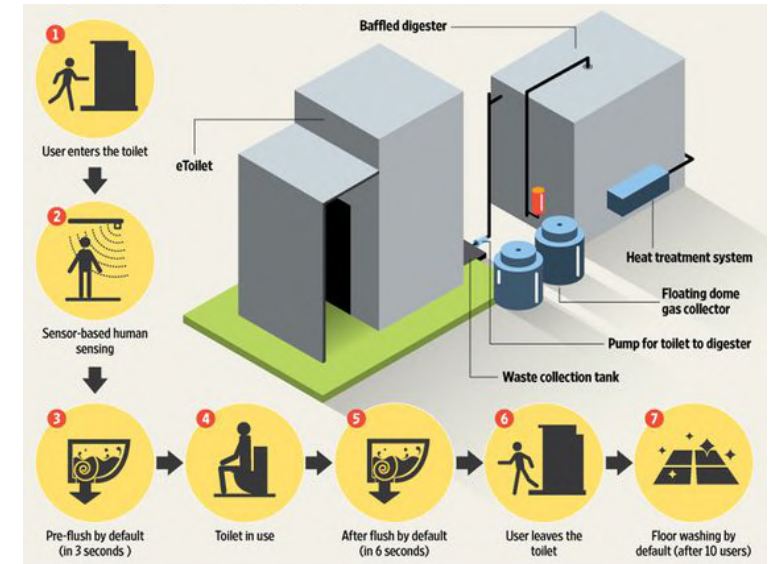 Baffled digester
1
User enters the toilet
eToilet
2
Sensor-based human
sensing
Heat treatment system
Floating dome
gas collector
Pump for toilet to digester
Waste collection tank
3
Pre-flush by default
(in 3 seconds )
4
Toilet in use
5
After flush by default
(in 6 seconds)
6
User leaves the
toilet
7
Floor washing by
default (after 10 users)